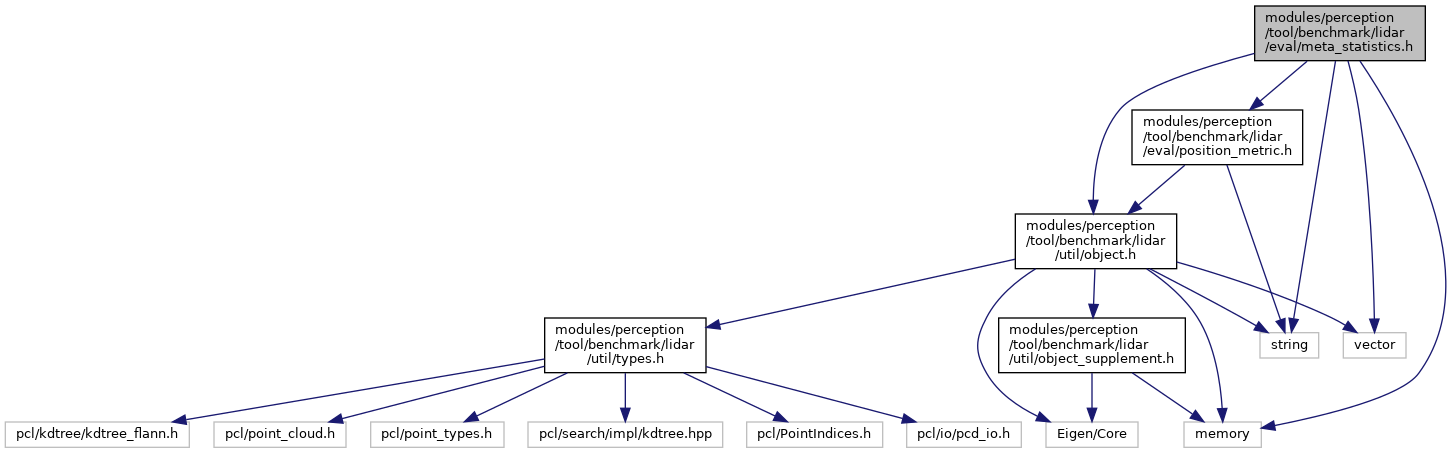 modules/perception
/tool/benchmark/lidar
/eval/meta_statistics.h
modules/perception
/tool/benchmark/lidar
/eval/position_metric.h
modules/perception
/tool/benchmark/lidar
/util/object.h
modules/perception
/tool/benchmark/lidar
/util/types.h
modules/perception
/tool/benchmark/lidar
/util/object_supplement.h
string
vector
pcl/kdtree/kdtree_flann.h
pcl/point_cloud.h
pcl/point_types.h
pcl/search/impl/kdtree.hpp
pcl/PointIndices.h
pcl/io/pcd_io.h
Eigen/Core
memory